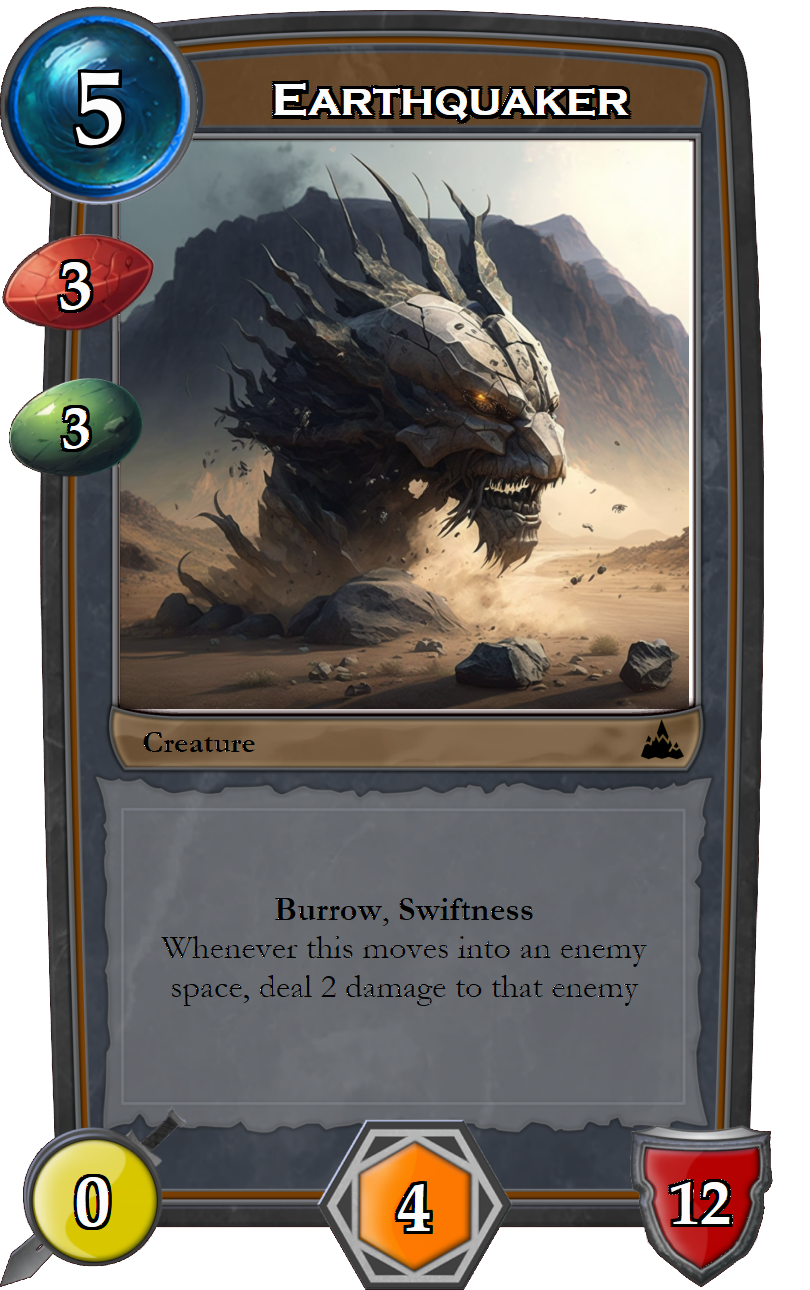 5
Earthquaker
3
3
Creature
Burrow, Swiftness
Whenever this moves into an enemy
space, deal 2 damage to that enemy
0
4
12